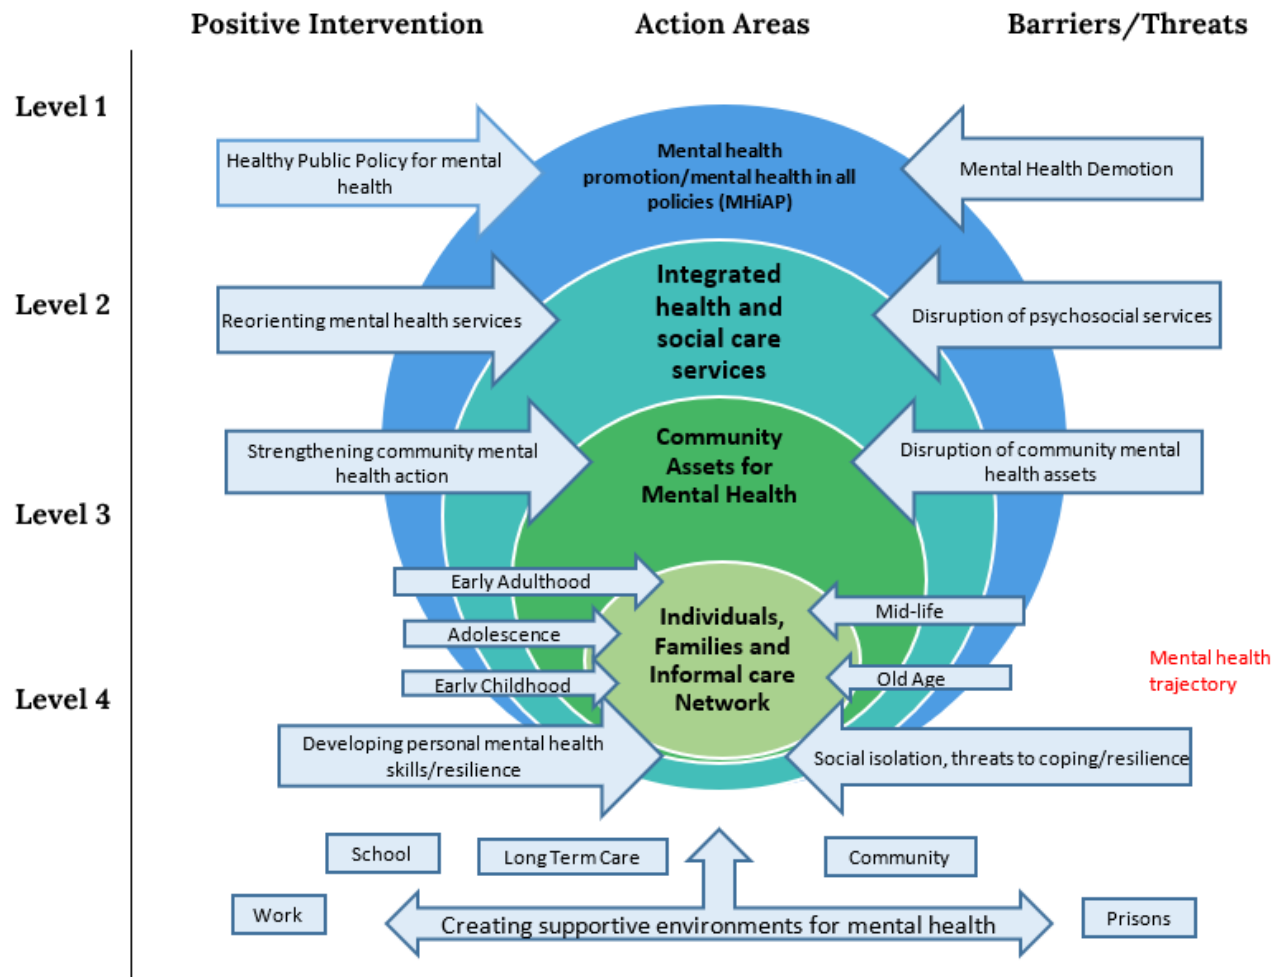 Positive Intervention
Action Areas
Barriers/Threats
Level 1
Healthy Public Policy for mental
health
Mental health
promotion/mental health in all
policies (MHiAP)
Mental Health Demotion
Level 2
Reorienting mental health services
Integrated
health and
social care
services
Disruption of psychosocial services
Strengthening community mental
health action
Community
Assets for
Mental Health
Disruption of community mental
health assets
Level 3
Early Adulthood
Adolescence
Early Childhood
Individuals,
Families and
Informal care
Network
Mid-life
Old Age
Mental health
trajectory
Level 4
Developing personal mental health
skills/resilience
Social isolation, threats to coping/resilience
School
Long Term Care
Community
Work
Creating supportive environments for mental health
Prisons